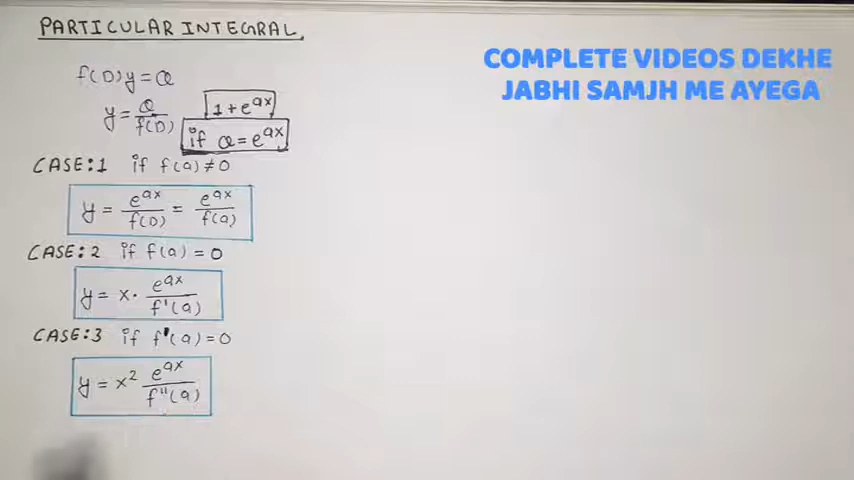 PARTICULAR INTEGRAL.
COMPLETE VIDEOS DEKHE
JABHI SAMJH ME AYEGA
f(D)y = Q
y = Q/f(D)
1 + e^{ax}
if Q = e^{ax}
CASE:1 if f(a) ≠ 0
y = e^{ax}/f(D) = e^{ax}/f(a)
CASE:2 if f(a) = 0
y = x · e^{ax}/f'(a)
CASE:3 if f'(a) = 0
y = x² e^{ax}/f''(a)